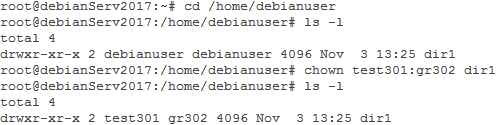 root@debianServ2017:~# cd /home/debianuser
root@debianServ2017:/home/debianuser# ls -l
total 4
drwxr-xr-x 2 debianuser debianuser 4096 Nov  3 13:25 dir1
root@debianServ2017:/home/debianuser# chown test301:gr302 dir1
root@debianServ2017:/home/debianuser# ls -l
total 4
drwxr-xr-x 2 test301 gr302 4096 Nov  3 13:25 dir1